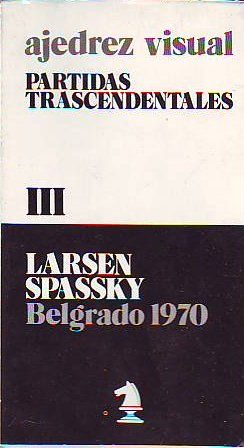 ajedrez visual
PARTIDAS
TRASCENDENTALES
III
LARSEN
SPASSKY
Belgrado 1970